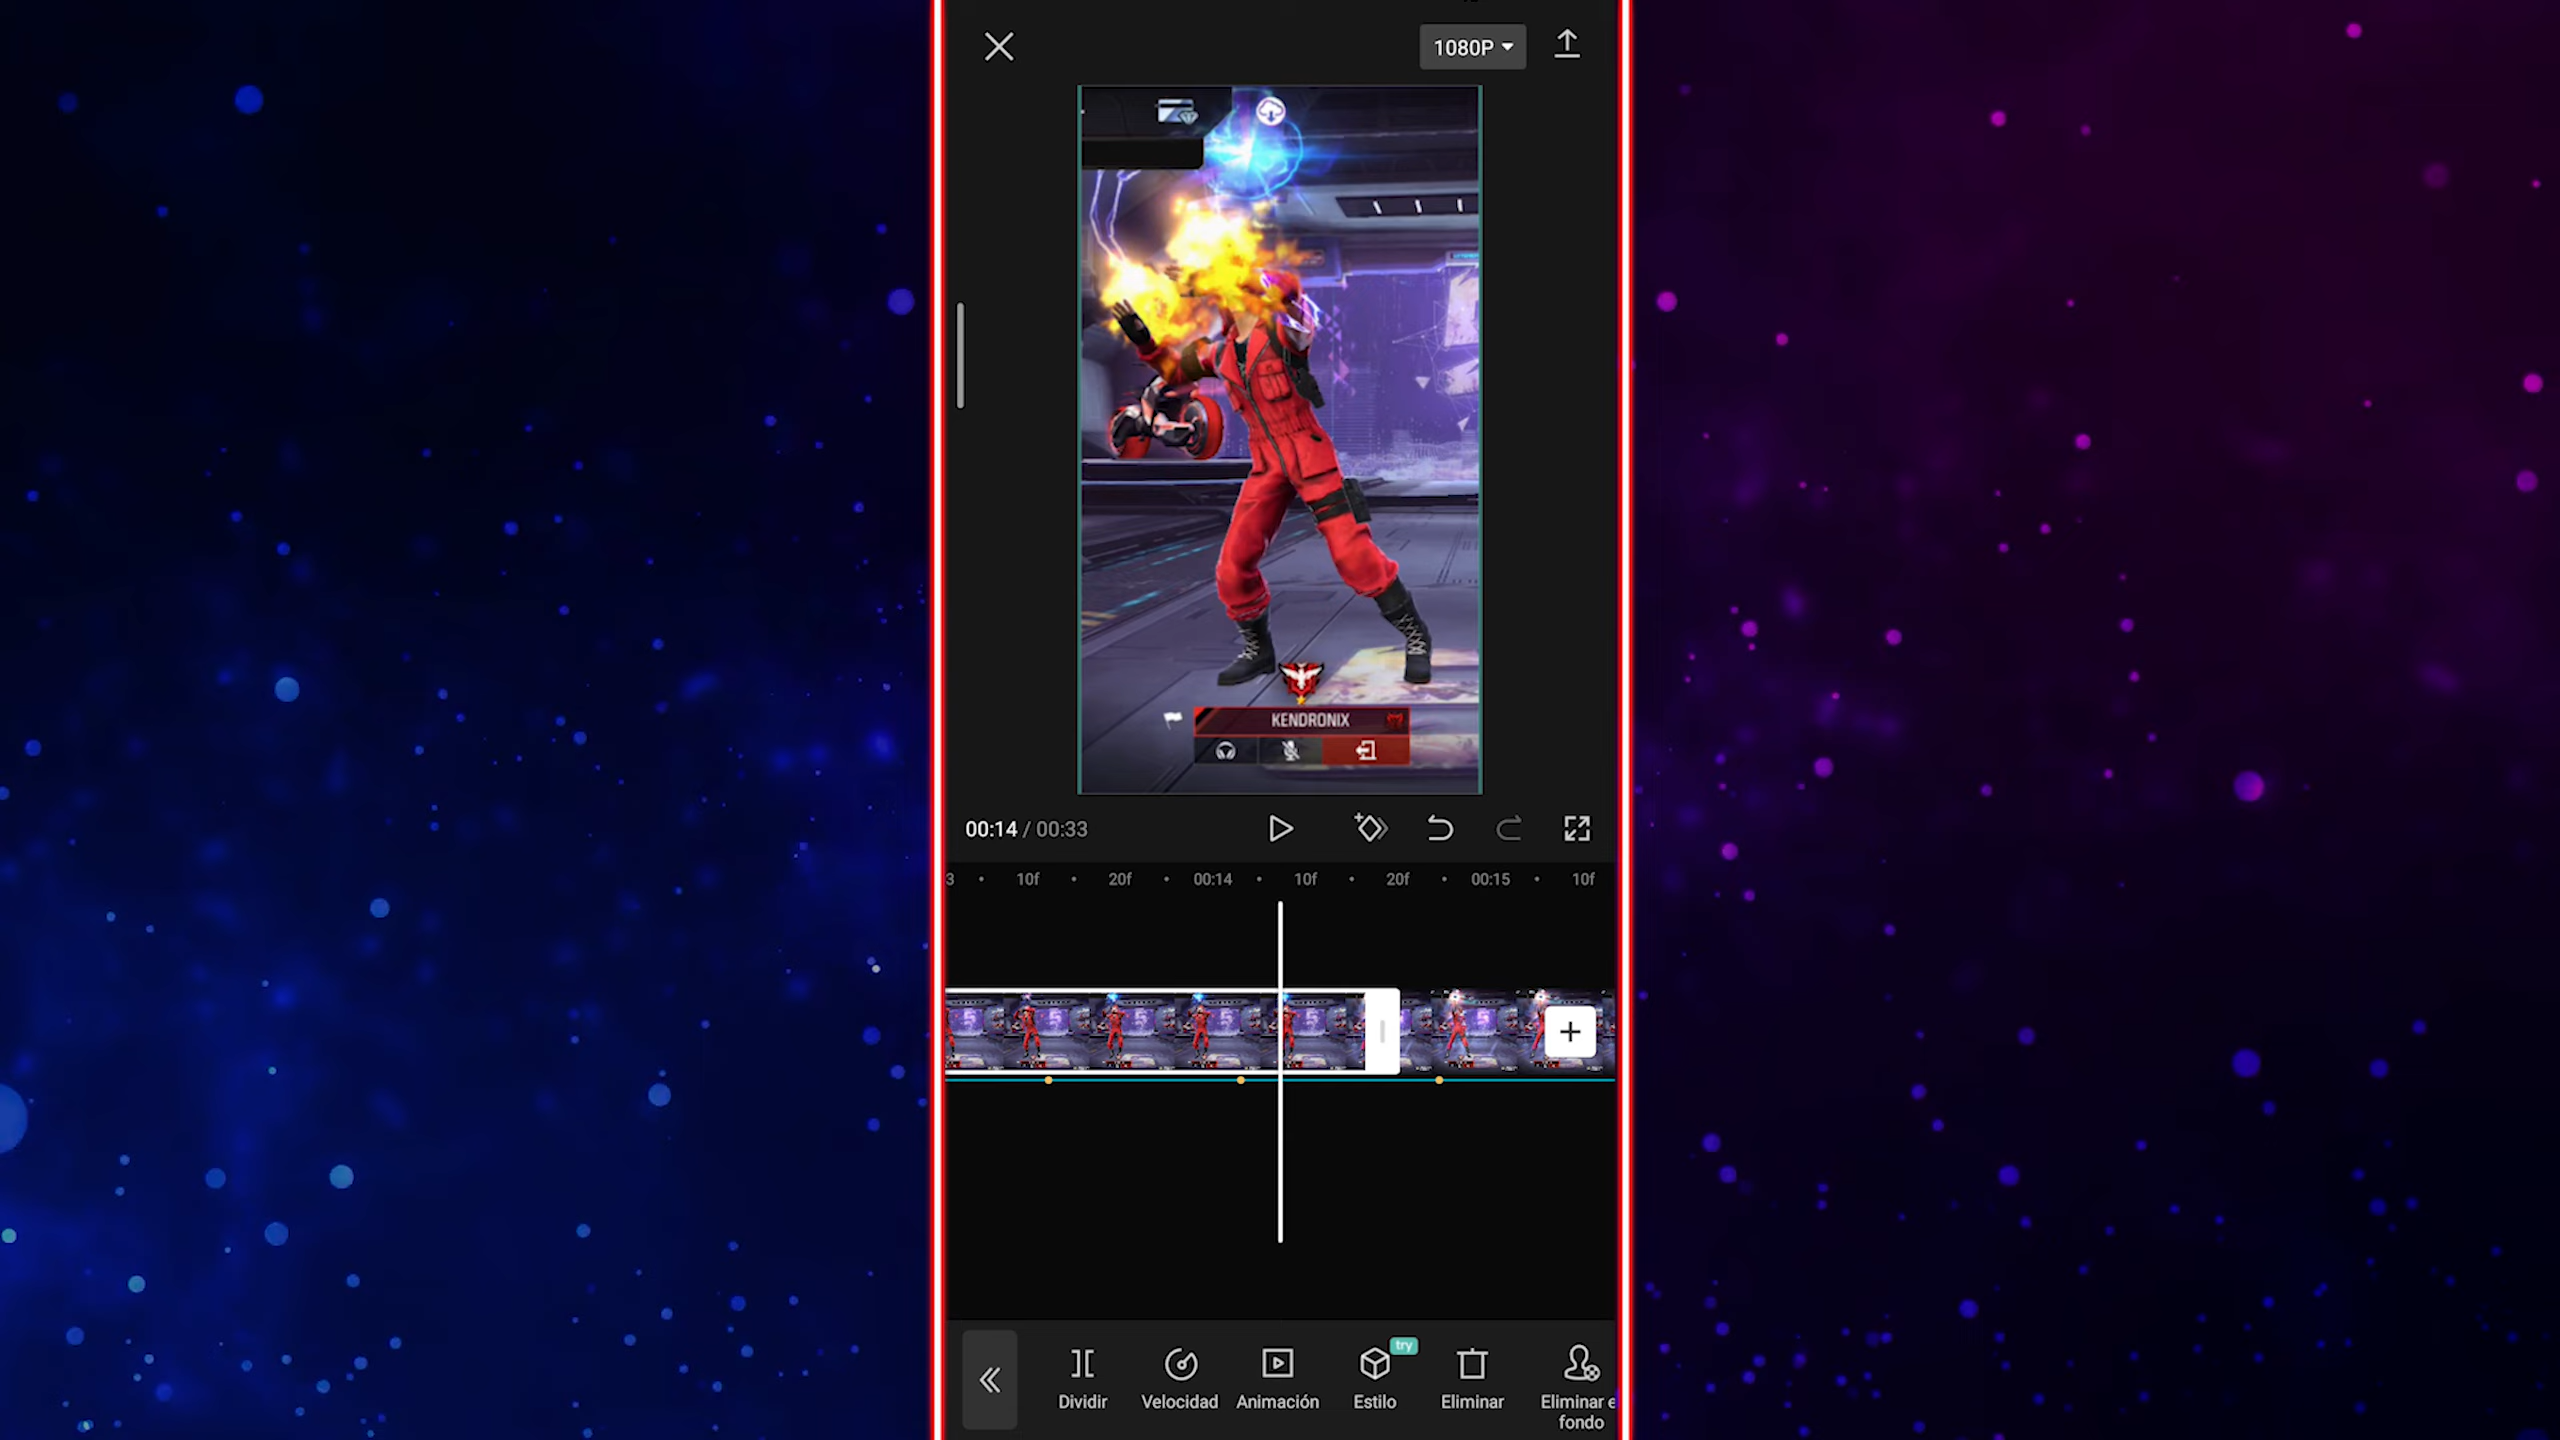 1080P
KENDRONIX
00:14 / 00:33
3 10f 20f 00:14 10f 20f 00:15 10f
try
Dividir Velocidad Animación Estilo Eliminar Eliminar e
fondo